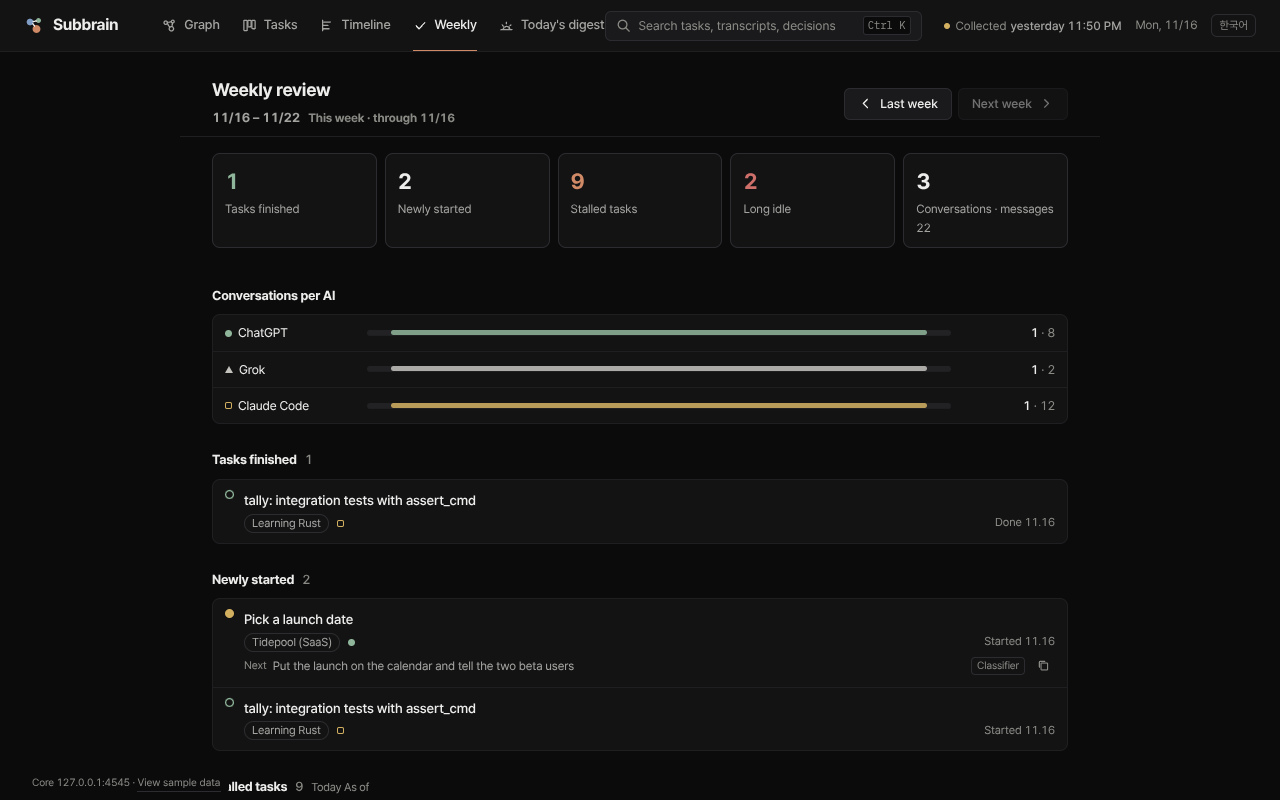 Subbrain
Graph
Tasks
Timeline
Weekly
Today's digest
Search tasks, transcripts, decisions
Ctrl K
Collected yesterday 11:50 PM
Mon, 11/16
한국어
Weekly review
11/16 – 11/22 This week · through 11/16
Last week
Next week
1
Tasks finished
2
Newly started
9
Stalled tasks
2
Long idle
3
Conversations · messages
22
Conversations per AI
ChatGPT
1 · 8
Grok
1 · 2
Claude Code
1 · 12
Tasks finished 1
tally: integration tests with assert_cmd
Learning Rust
Done 11.16
Newly started 2
Pick a launch date
Tidepool (SaaS)
Started 11.16
Next Put the launch on the calendar and tell the two beta users
Classifier
tally: integration tests with assert_cmd
Learning Rust
Started 11.16
Core 127.0.0.1:4545 · View sample data
tasks 9 Today As of